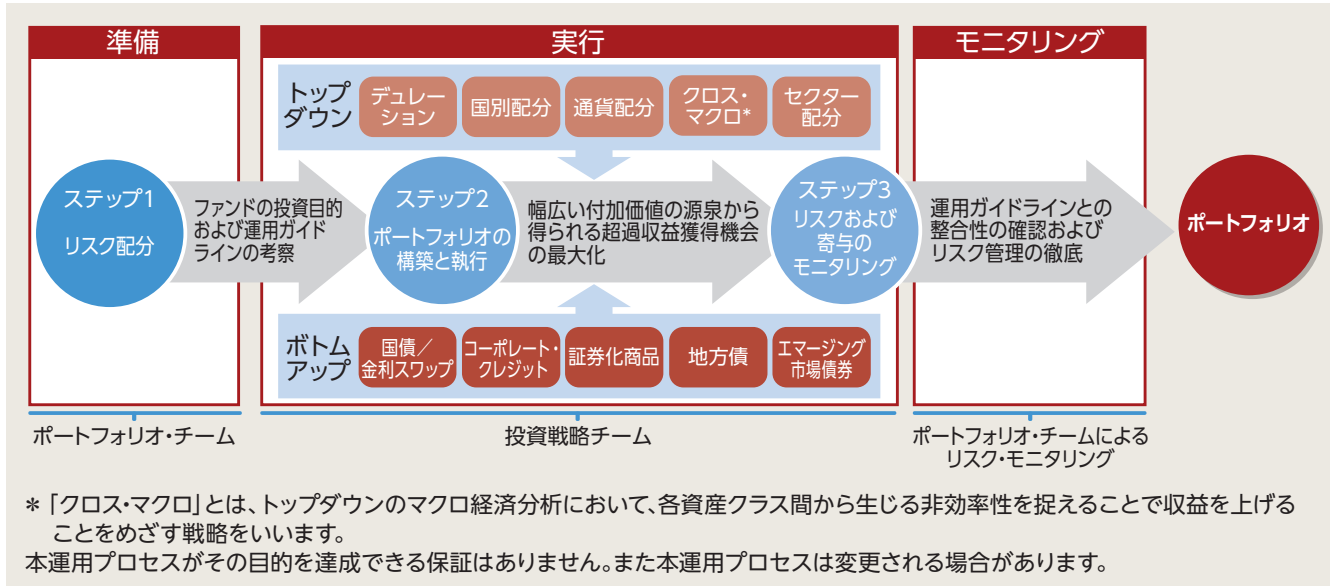 準備
実行
モニタリング
トップ
ダウン
デュレー
ション
国別配分
通貨配分
クロス・
マクロ*
セクター
配分
ステップ1
リスク配分
ファンドの投資目的
および運用ガイド
ラインの考察
ステップ2
ポートフォリオの
構築と執行
幅広い付加価値の源泉から
得られる超過収益獲得機会
の最大化
ステップ3
リスクおよび
寄与の
モニタリング
運用ガイドラインとの
整合性の確認および
リスク管理の徹底
ポートフォリオ
ボトム
アップ
国債／
金利スワップ
コーポレート・
クレジット
証券化商品
地方債
エマージング
市場債券
ポートフォリオ・チーム
投資戦略チーム
ポートフォリオ・チームによる
リスク・モニタリング
＊「クロス・マクロ」とは、トップダウンのマクロ経済分析において、各資産クラス間から生じる非効率性を捉えることで収益を上げる
ことをめざす戦略をいいます。
本運用プロセスがその目的を達成できる保証はありません。また本運用プロセスは変更される場合があります。